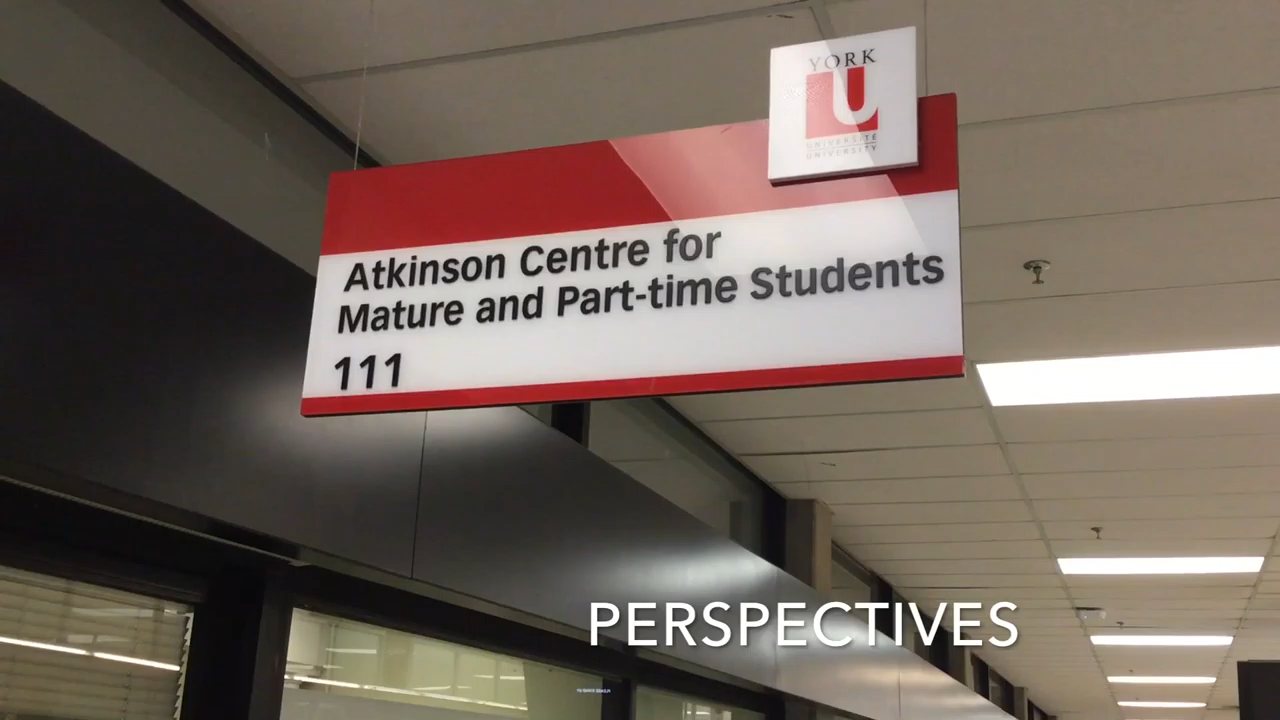 YORK
U
UNIVERSITÉ
UNIVERSITY
Atkinson Centre for
Mature and Part-time Students
111
PERSPECTIVES